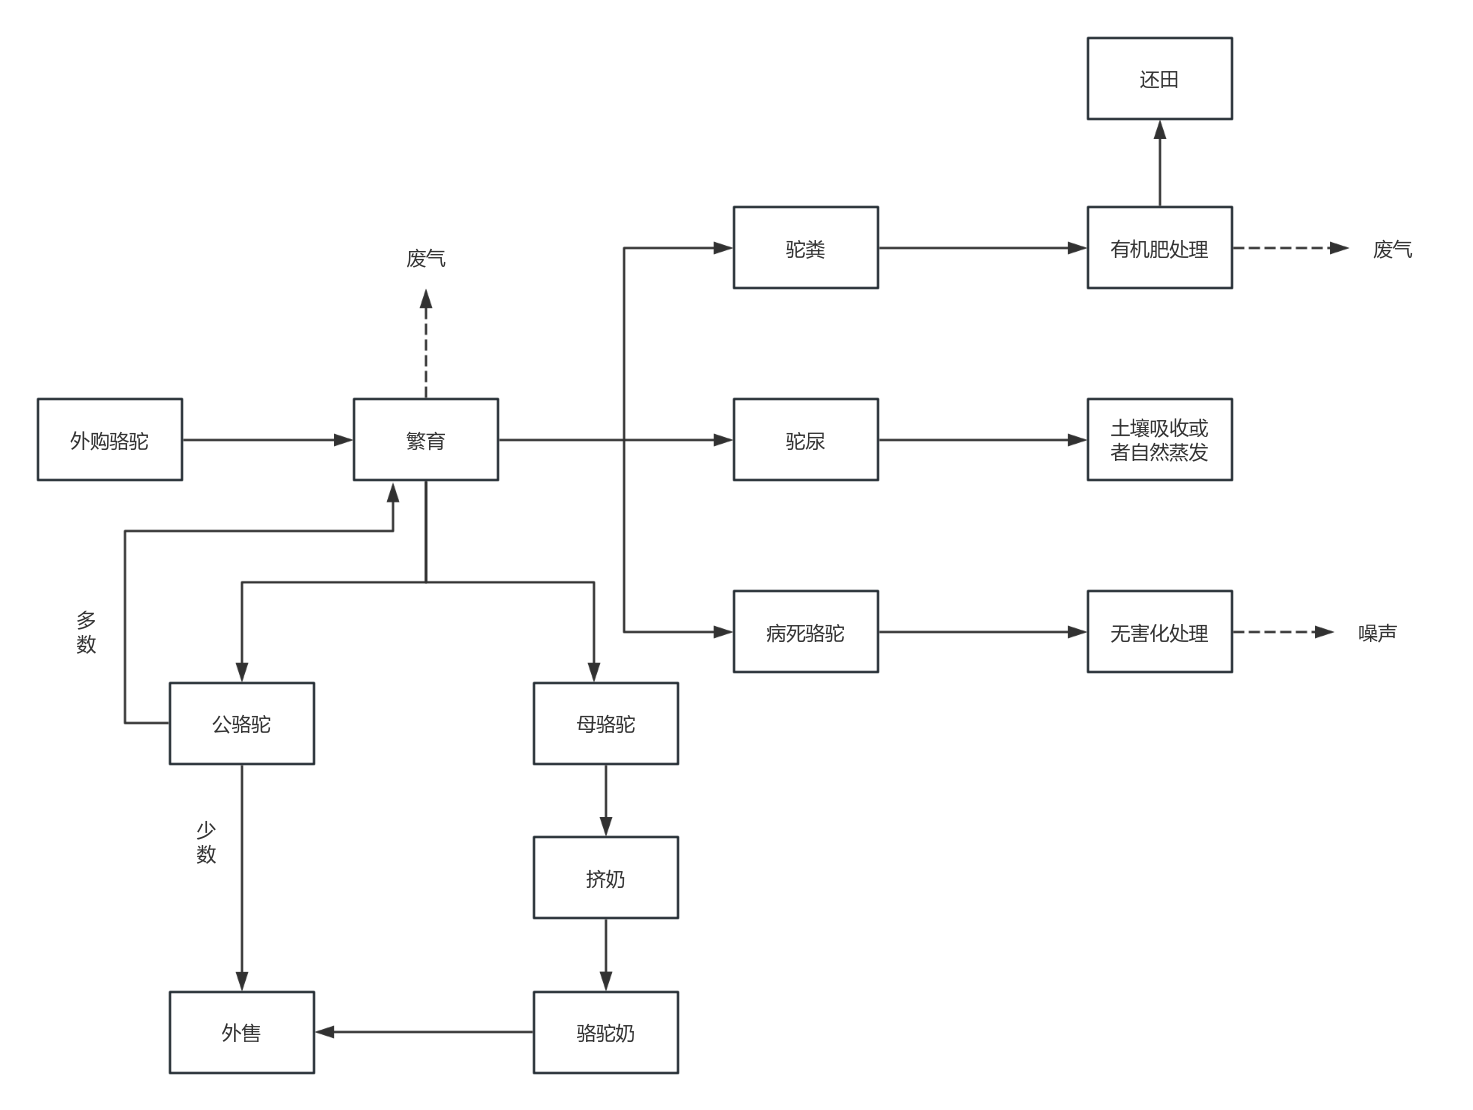 还田
驼粪
有机肥处理
废气
废气
外购骆驼
繁育
驼尿
土壤吸收或
者自然蒸发
多
数
病死骆驼
无害化处理
噪声
公骆驼
母骆驼
少
数
挤奶
外售
骆驼奶